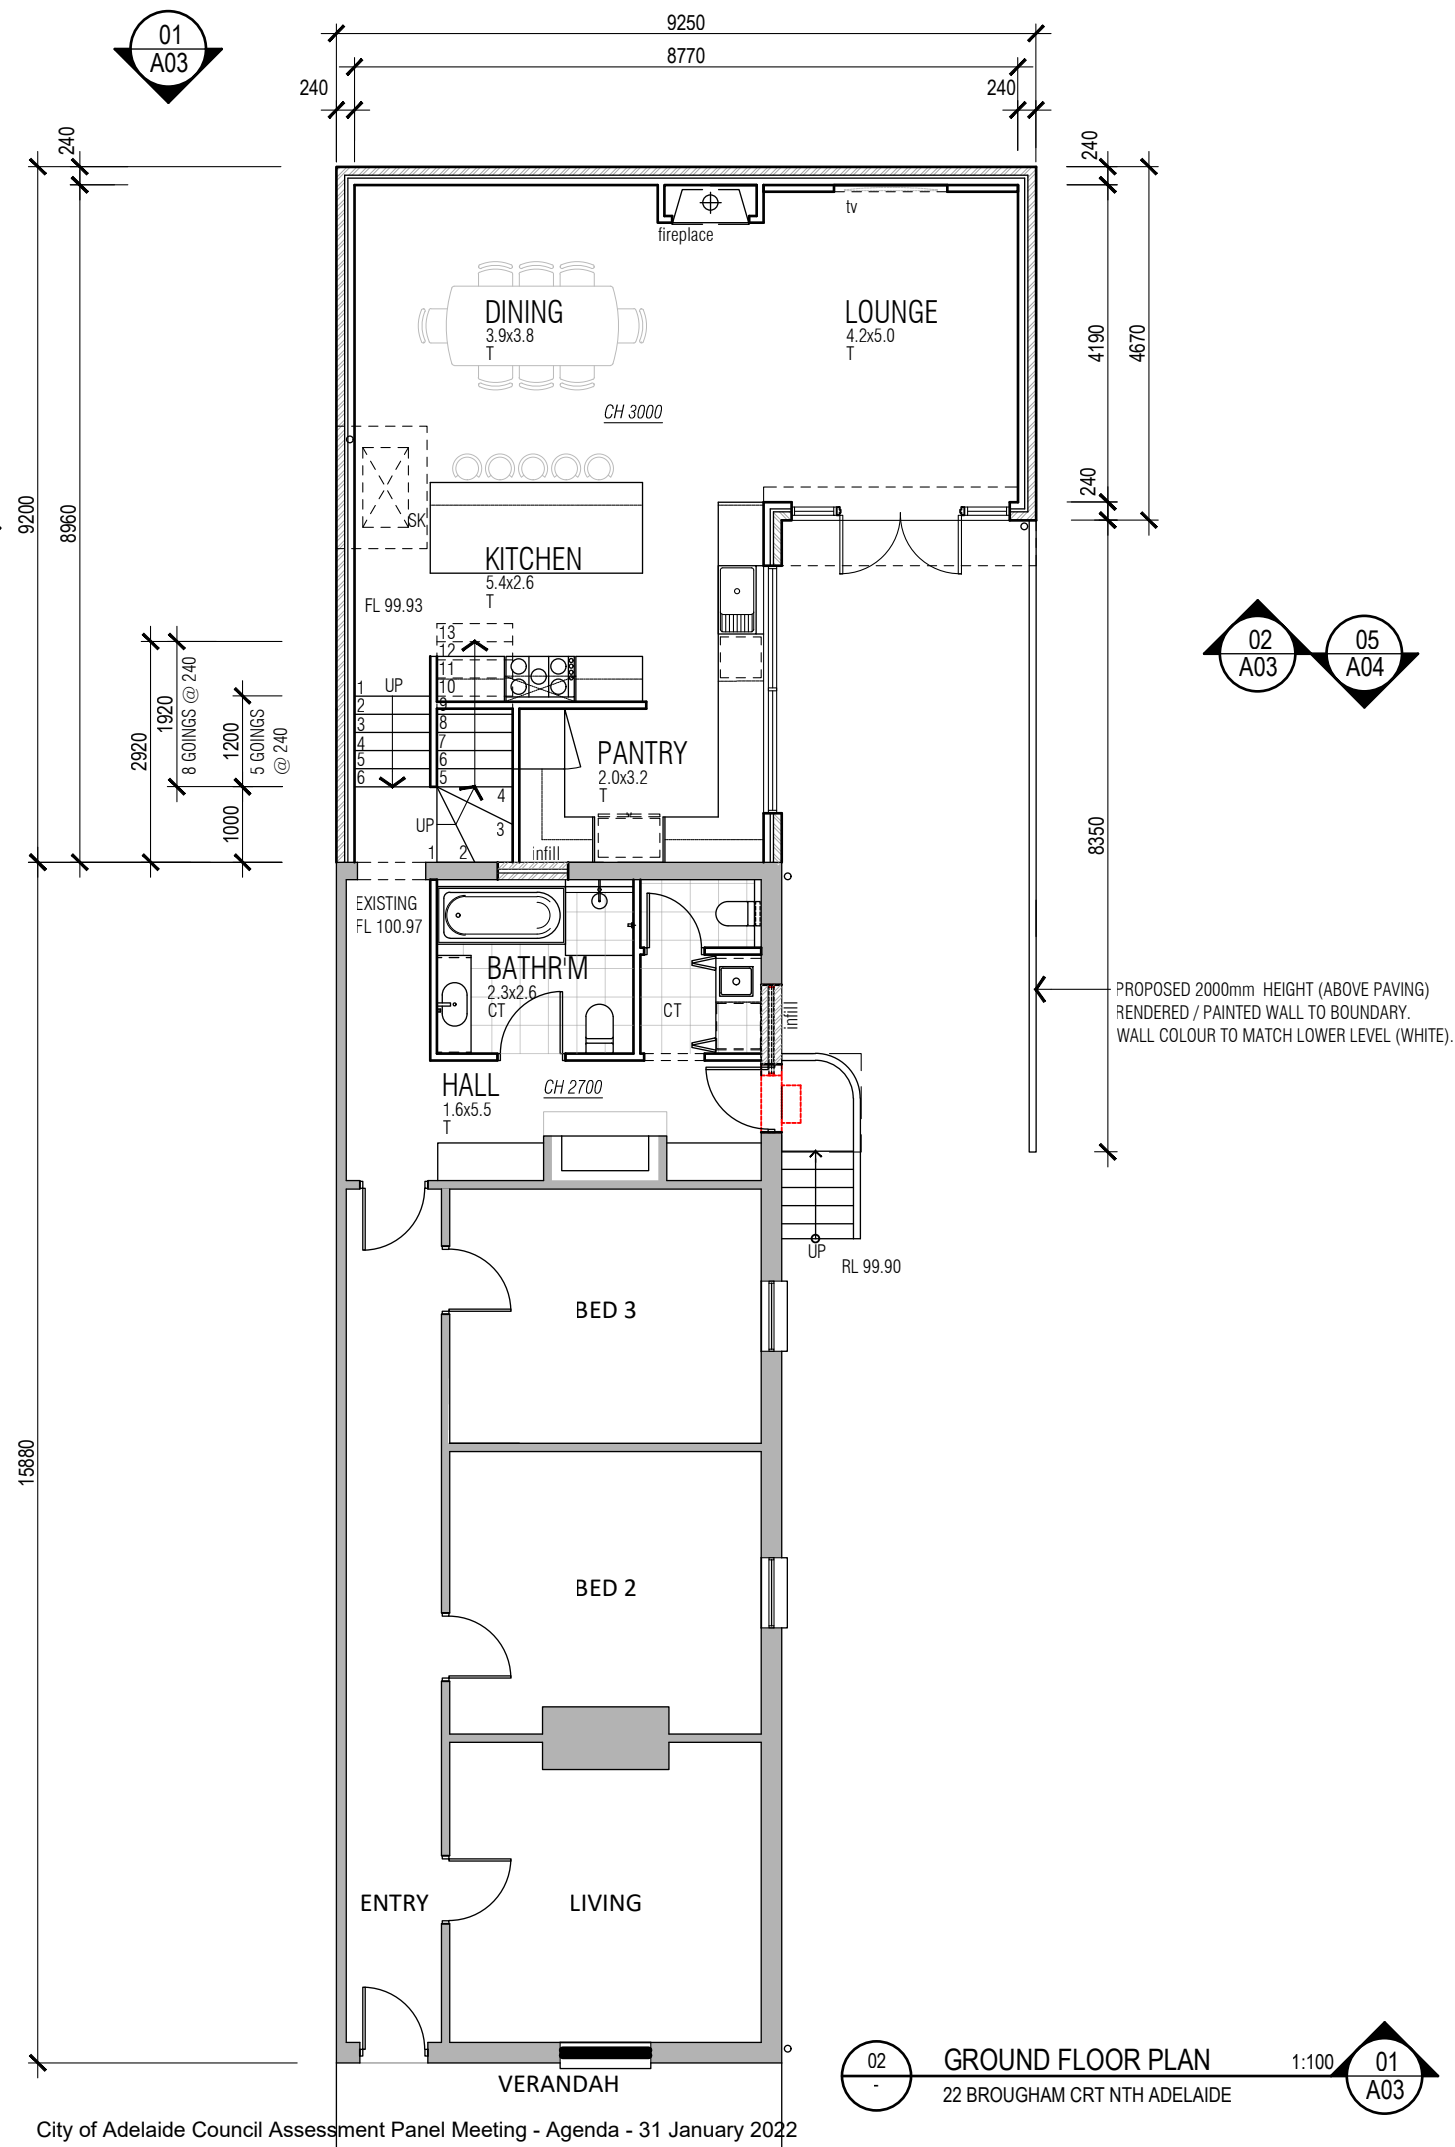 01
A03
9250
8770
240
240
240
240
9200
8960
4190
4670
240
8350
tv
fireplace
DINING
3.9x3.8
T
LOUNGE
4.2x5.0
T
CH 3000
SK
KITCHEN
5.4x2.6
T
FL 99.93
02
A03
05
A04
2920
1920
8 GOINGS @ 240
1200
5 GOINGS
@ 240
1000
13
12
11
10
9
8
7
6
5
4
3
2
1
UP
1
2
3
4
5
6
UP
PANTRY
2.0x3.2
T
infill
EXISTING
FL 100.97
BATHR'M
2.3x2.6
CT
CT
infill
PROPOSED 2000mm HEIGHT (ABOVE PAVING)
RENDERED / PAINTED WALL TO BOUNDARY.
WALL COLOUR TO MATCH LOWER LEVEL (WHITE).
HALL
1.6x5.5
T
CH 2700
UP
RL 99.90
BED 3
15880
BED 2
ENTRY
LIVING
VERANDAH
02
-
GROUND FLOOR PLAN
1:100
22 BROUGHAM CRT NTH ADELAIDE
01
A03
City of Adelaide Council Assessment Panel Meeting - Agenda - 31 January 2022